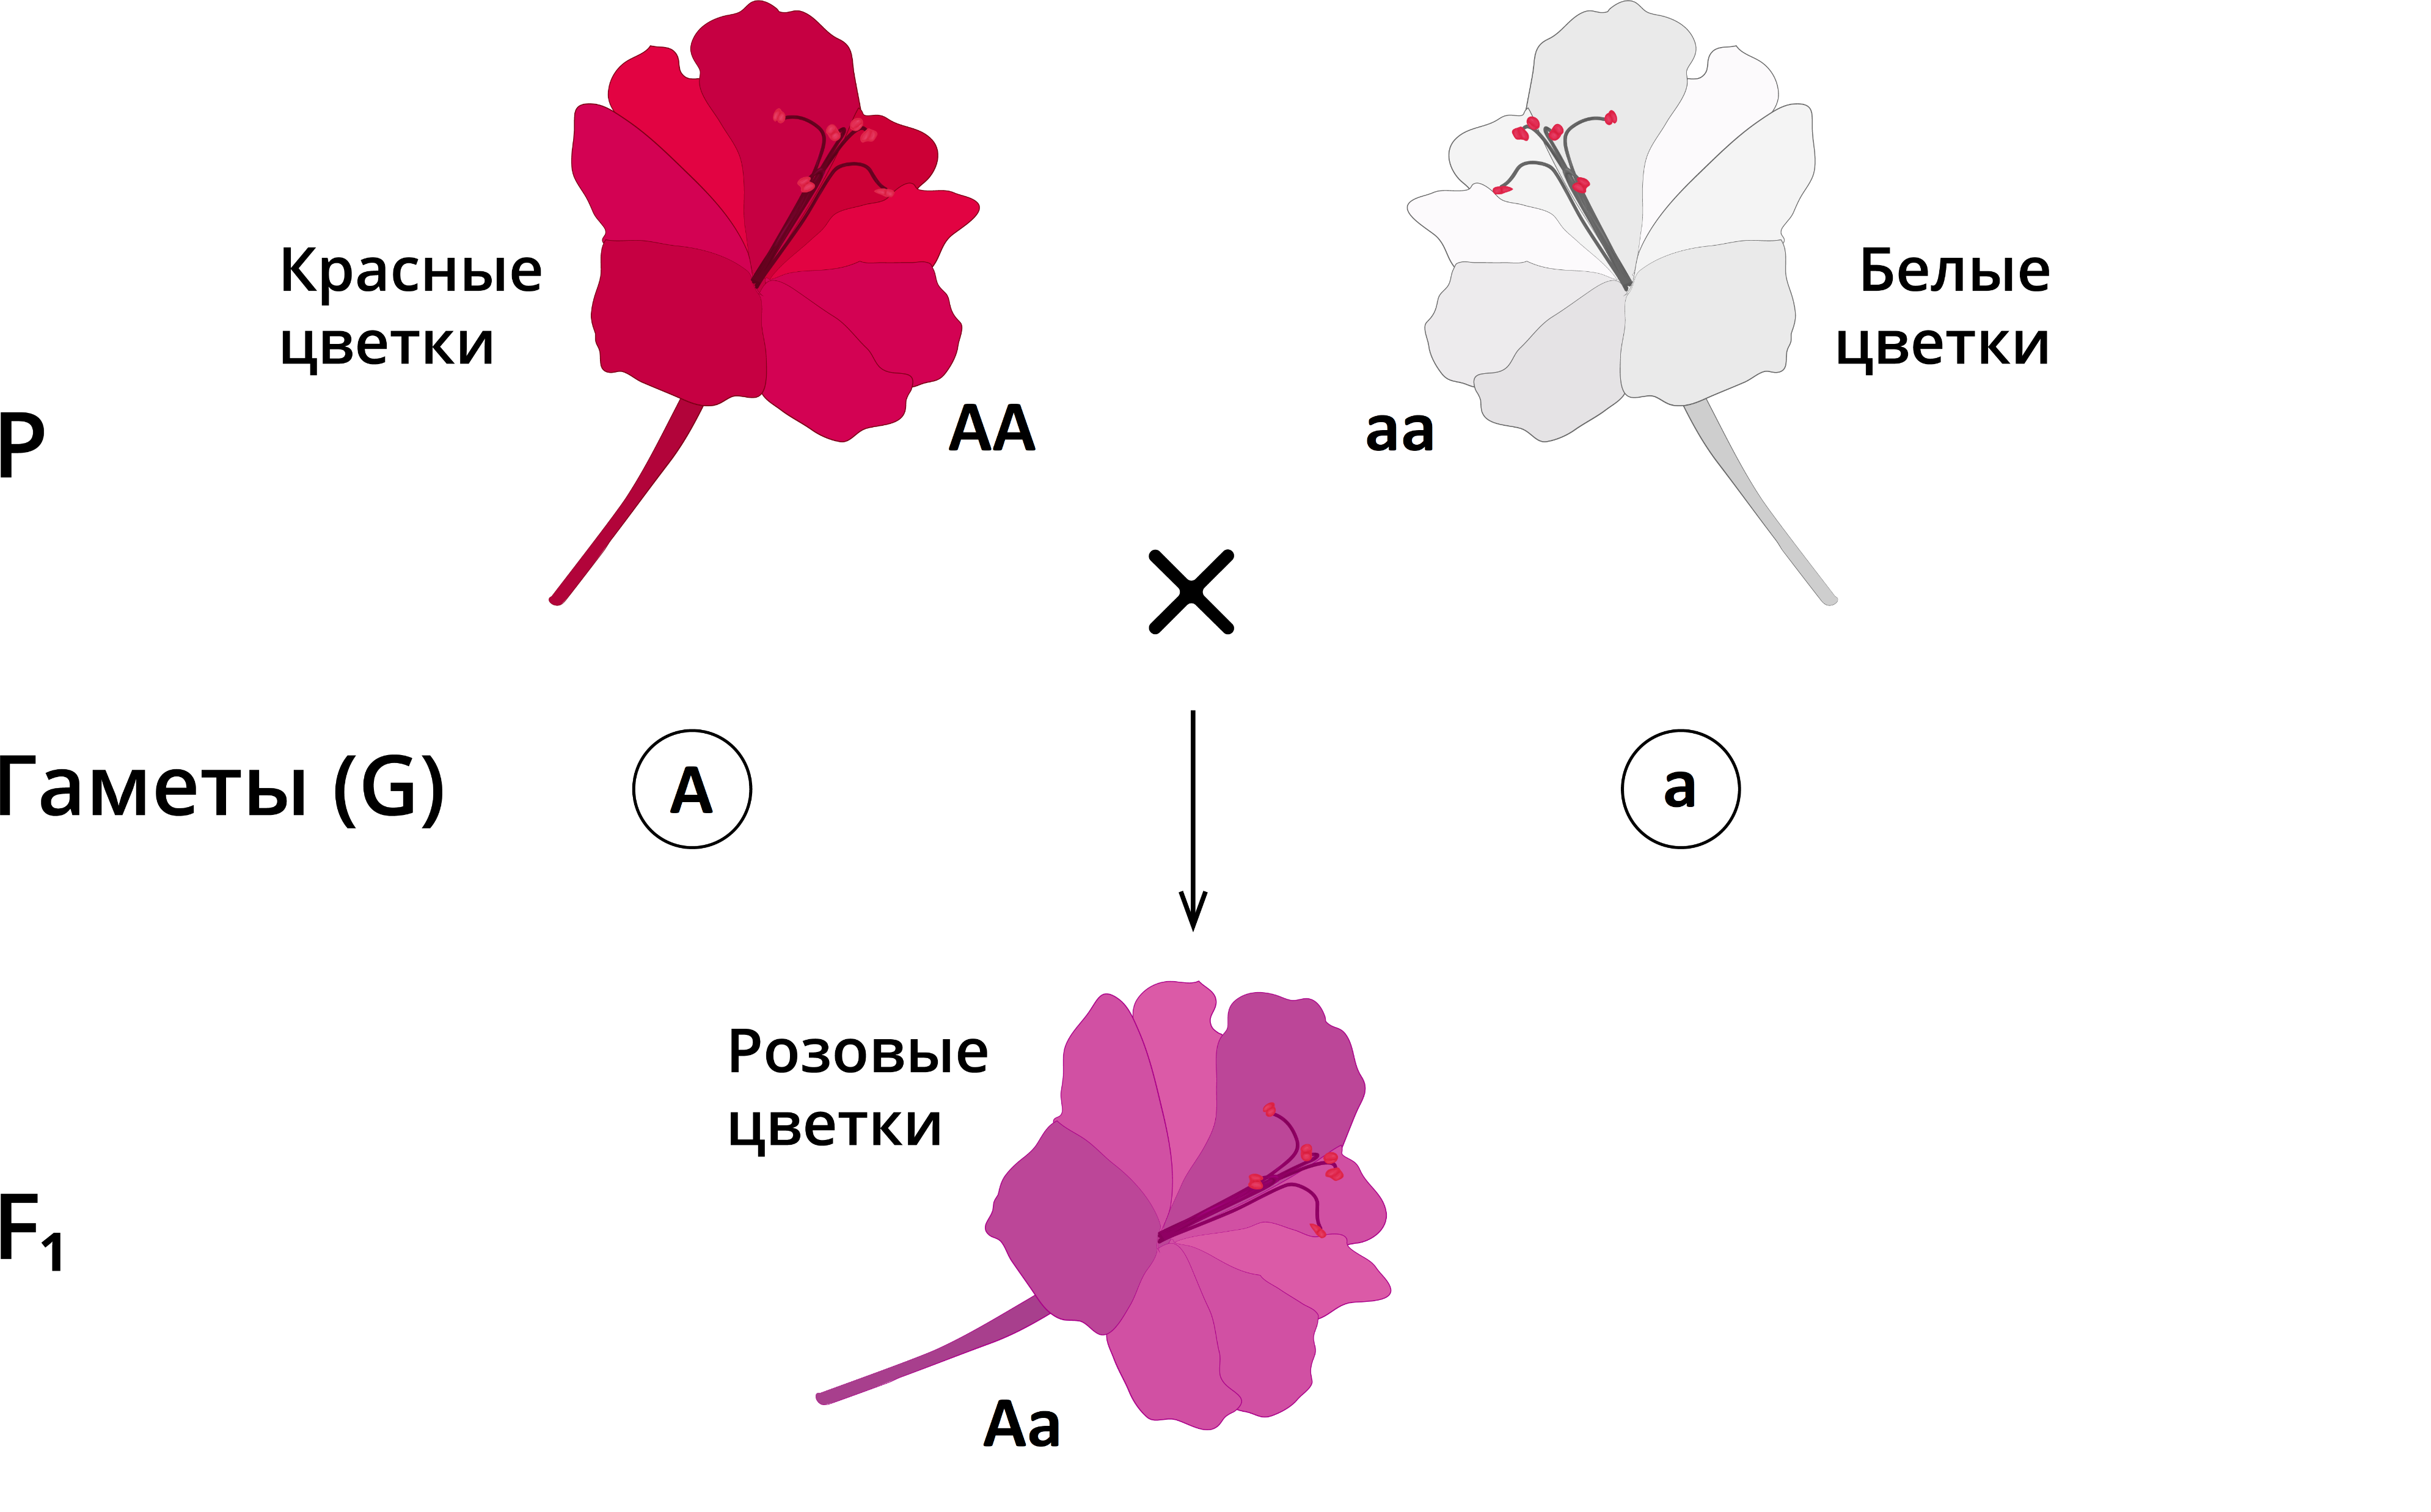 Красные
цветки
Белые
цветки
P
AA
aa
Гаметы (G)
A
a
Розовые
цветки
F₁
Aa